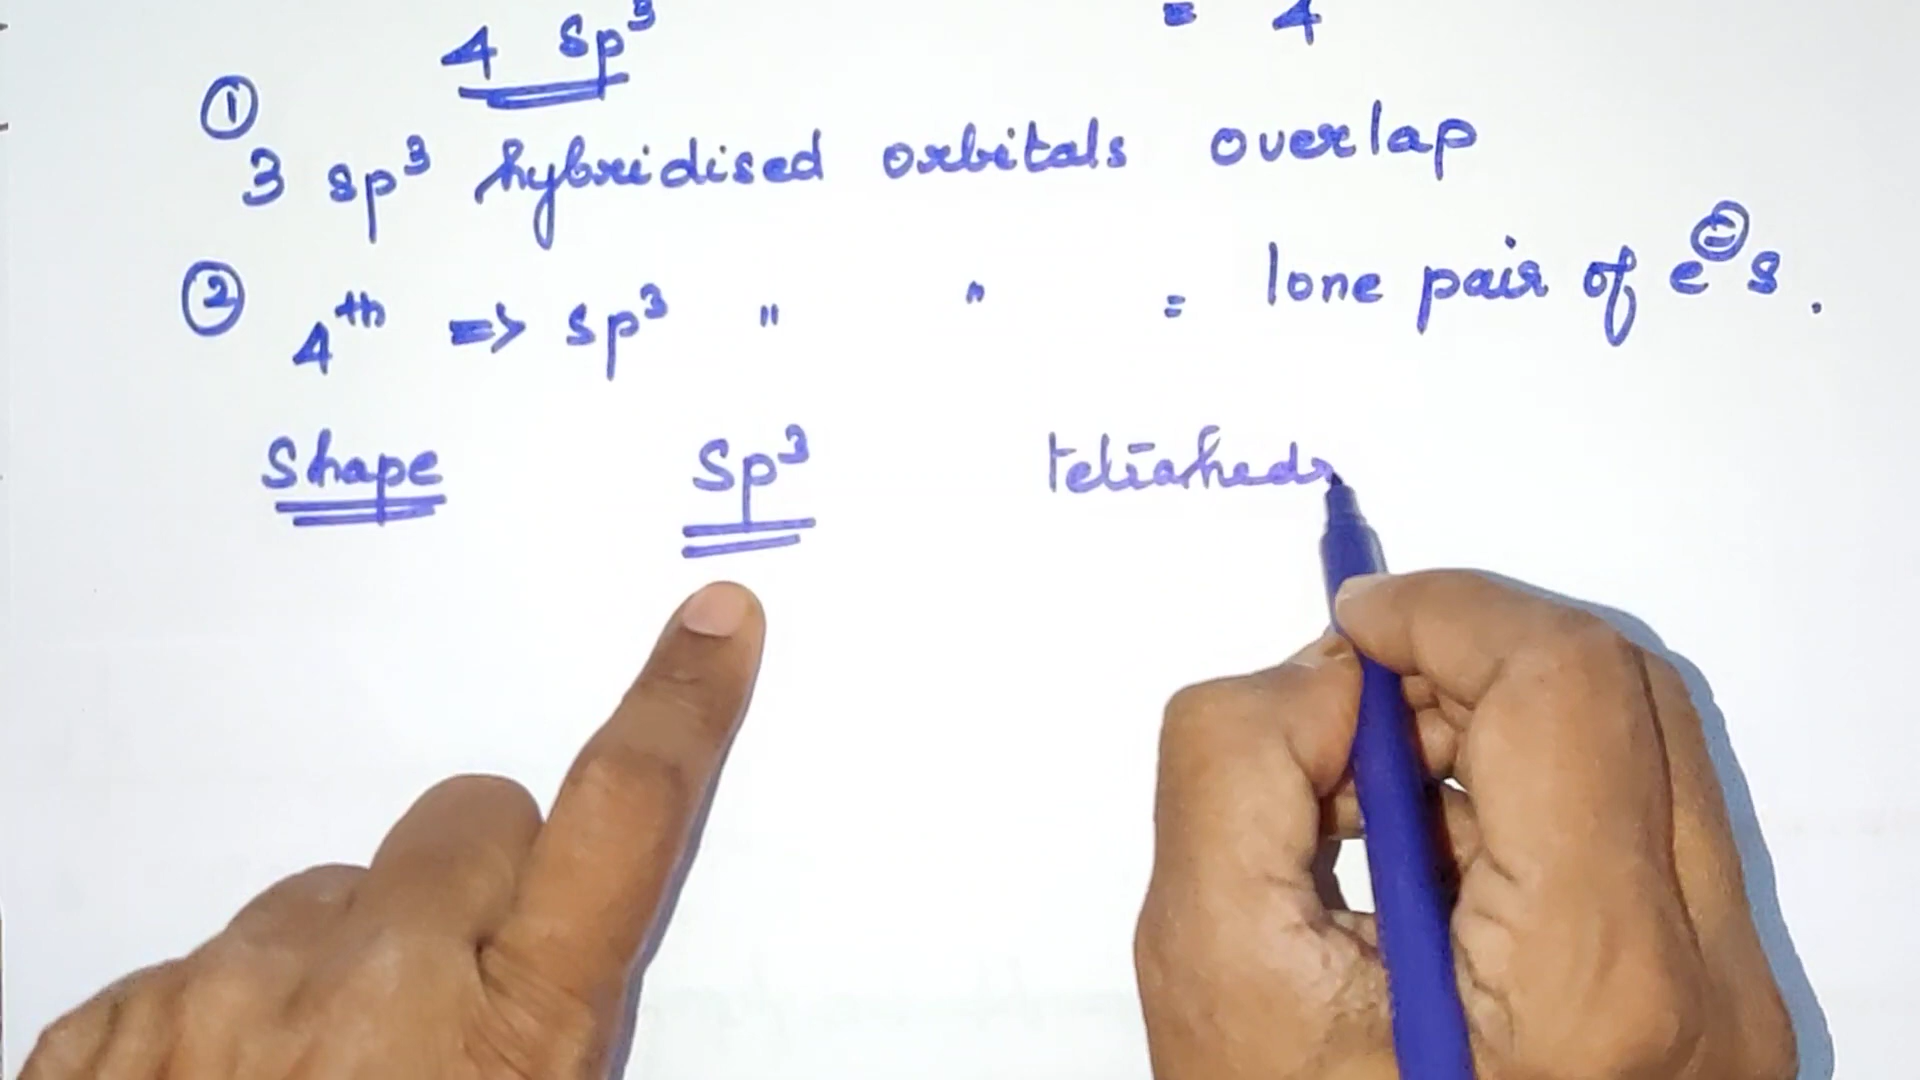 4 sp³ = 4
①
3 sp³ hybridised orbitals overlap
② 4th => sp³ " " = lone pair of e⊖s.
Shape sp³ tetrahedr